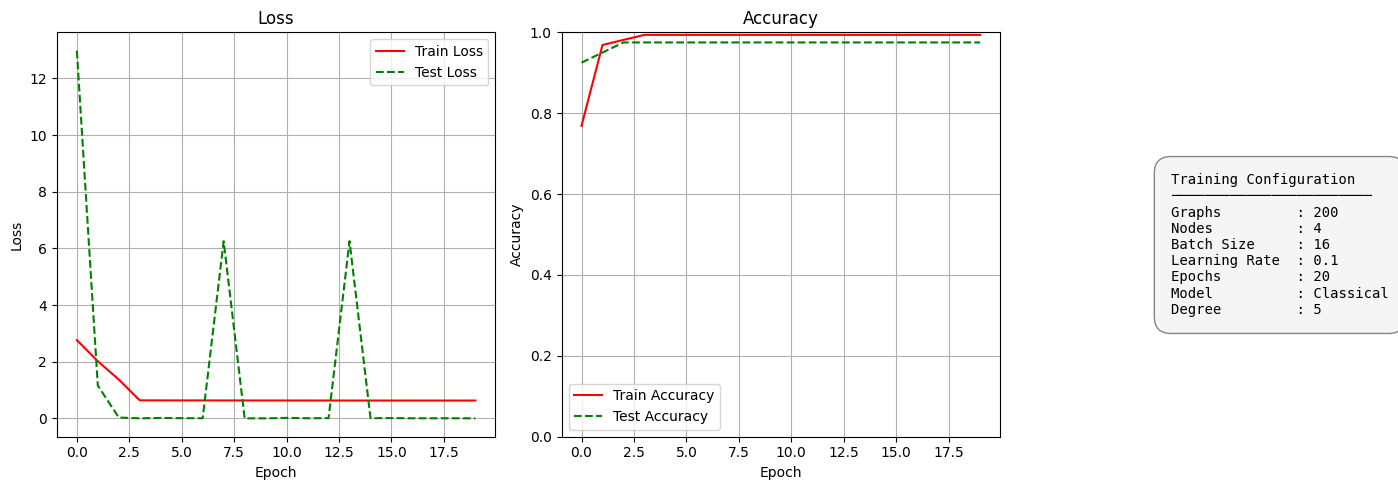 Loss
Train Loss
Test Loss
12
10
8
6
4
2
0
Loss
0.0 2.5 5.0 7.5 10.0 12.5 15.0 17.5
Epoch
Accuracy
1.0
0.8
0.6
0.4
0.2
0.0
Accuracy
Train Accuracy
Test Accuracy
0.0 2.5 5.0 7.5 10.0 12.5 15.0 17.5
Epoch
Training Configuration
Graphs : 200
Nodes : 4
Batch Size : 16
Learning Rate : 0.1
Epochs : 20
Model : Classical
Degree : 5